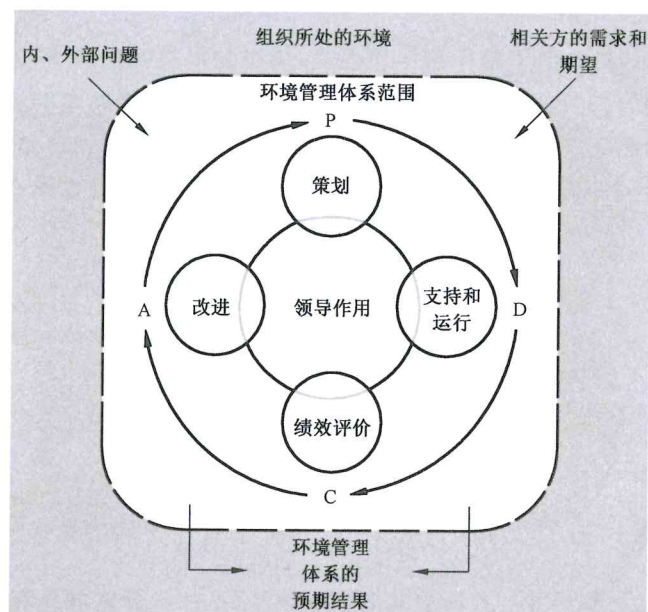 组织所处的环境
内、外部问题
相关方的需求和
期望
环境管理体系范围
P
策划
A
改进
领导作用
支持和
运行
D
绩效评价
C
环境管理
体系的
预期结果